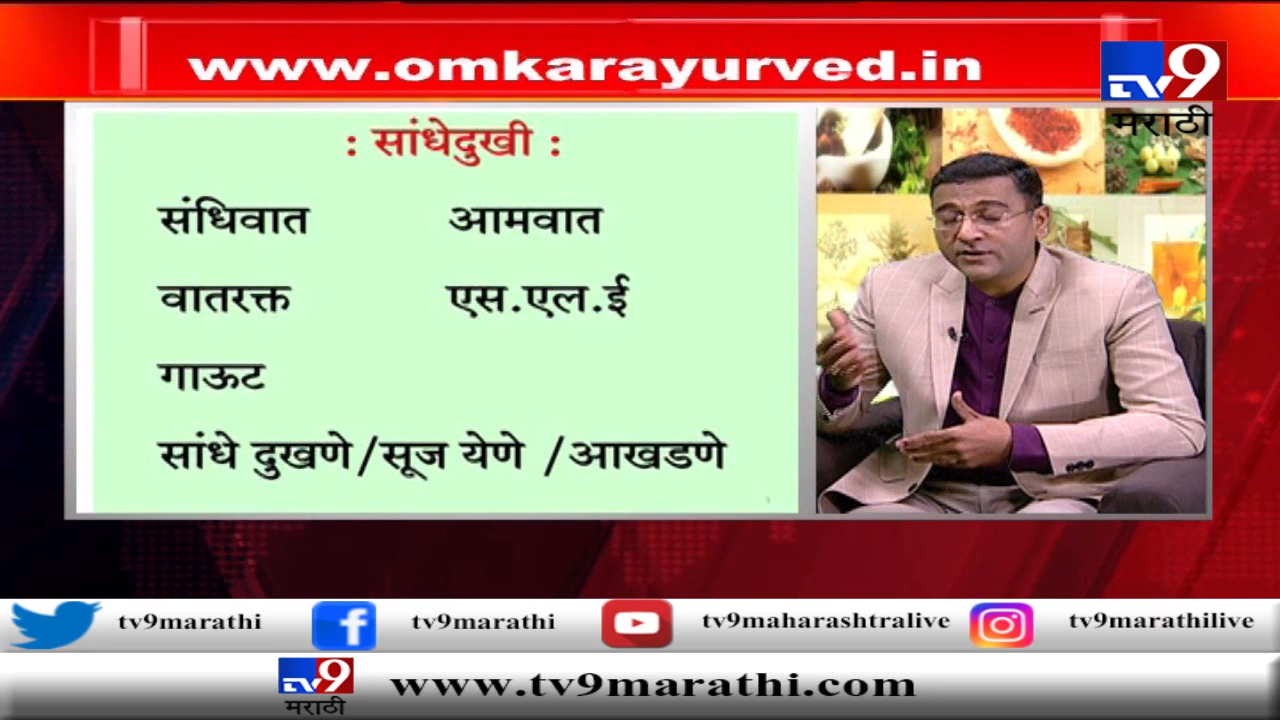 www.omkarayurved.in
TV9
मराठी
: सांधेदुखी :
संधिवात आमवात
वातरक्त एस.एल.ई
गाऊट
सांधे दुखणे/सूज येणे /आखडणे
tv9marathi tv9marathi tv9maharashtralive tv9marathilive
TV9 www.tv9marathi.com
मराठी